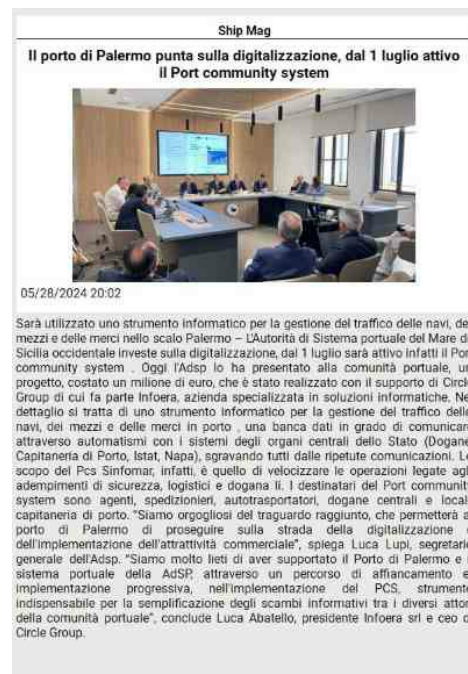 Ship Mag
Il porto di Palermo punta sulla digitalizzazione, dal 1 luglio attivo
il Port community system
05/28/2024 20:02
Sarà utilizzato uno strumento informatico per la gestione del traffico delle navi, dei
mezzi e delle merci nello scalo Palermo – L'Autorità di Sistema portuale del Mare di
Sicilia occidentale investe sulla digitalizzazione, dal 1 luglio sarà attivo infatti il Port
community system . Oggi l'Adsp lo ha presentato alla comunità portuale, un
progetto, costato un milione di euro, che è stato realizzato con il supporto di Circle
Group di cui fa parte Infoera, azienda specializzata in soluzioni informatiche. Nel
dettaglio si tratta di uno strumento informatico per la gestione del traffico delle
navi, dei mezzi e delle merci in porto , una banca dati in grado di comunicare
attraverso automatismi con i sistemi degli organi centrali dello Stato (Dogane,
Capitaneria di Porto, Istat, Napa), sgravando tutti dalle ripetute comunicazioni. Lo
scopo del Pcs Sinfomar, infatti, è quello di velocizzare le operazioni legate agli
adempimenti di sicurezza, logistici e dogana li. I destinatari del Port community
system sono agenti, spedizionieri, autotrasportatori, dogane centrali e locali,
capitaneria di porto. "Siamo orgogliosi del traguardo raggiunto, che permetterà al
porto di Palermo di proseguire sulla strada della digitalizzazione e
dell'implementazione dell'attrattività commerciale", spiega Luca Lupi, segretario
generale dell'Adsp. "Siamo molto lieti di aver supportato il Porto di Palermo e il
sistema portuale della AdSP, attraverso un percorso di affiancamento ed
implementazione progressiva, nell'implementazione del PCS, strumento
indispensabile per la semplificazione degli scambi informativi tra i diversi attori
della comunità portuale", conclude Luca Abatello, presidente Infoera srl e ceo di
Circle Group.